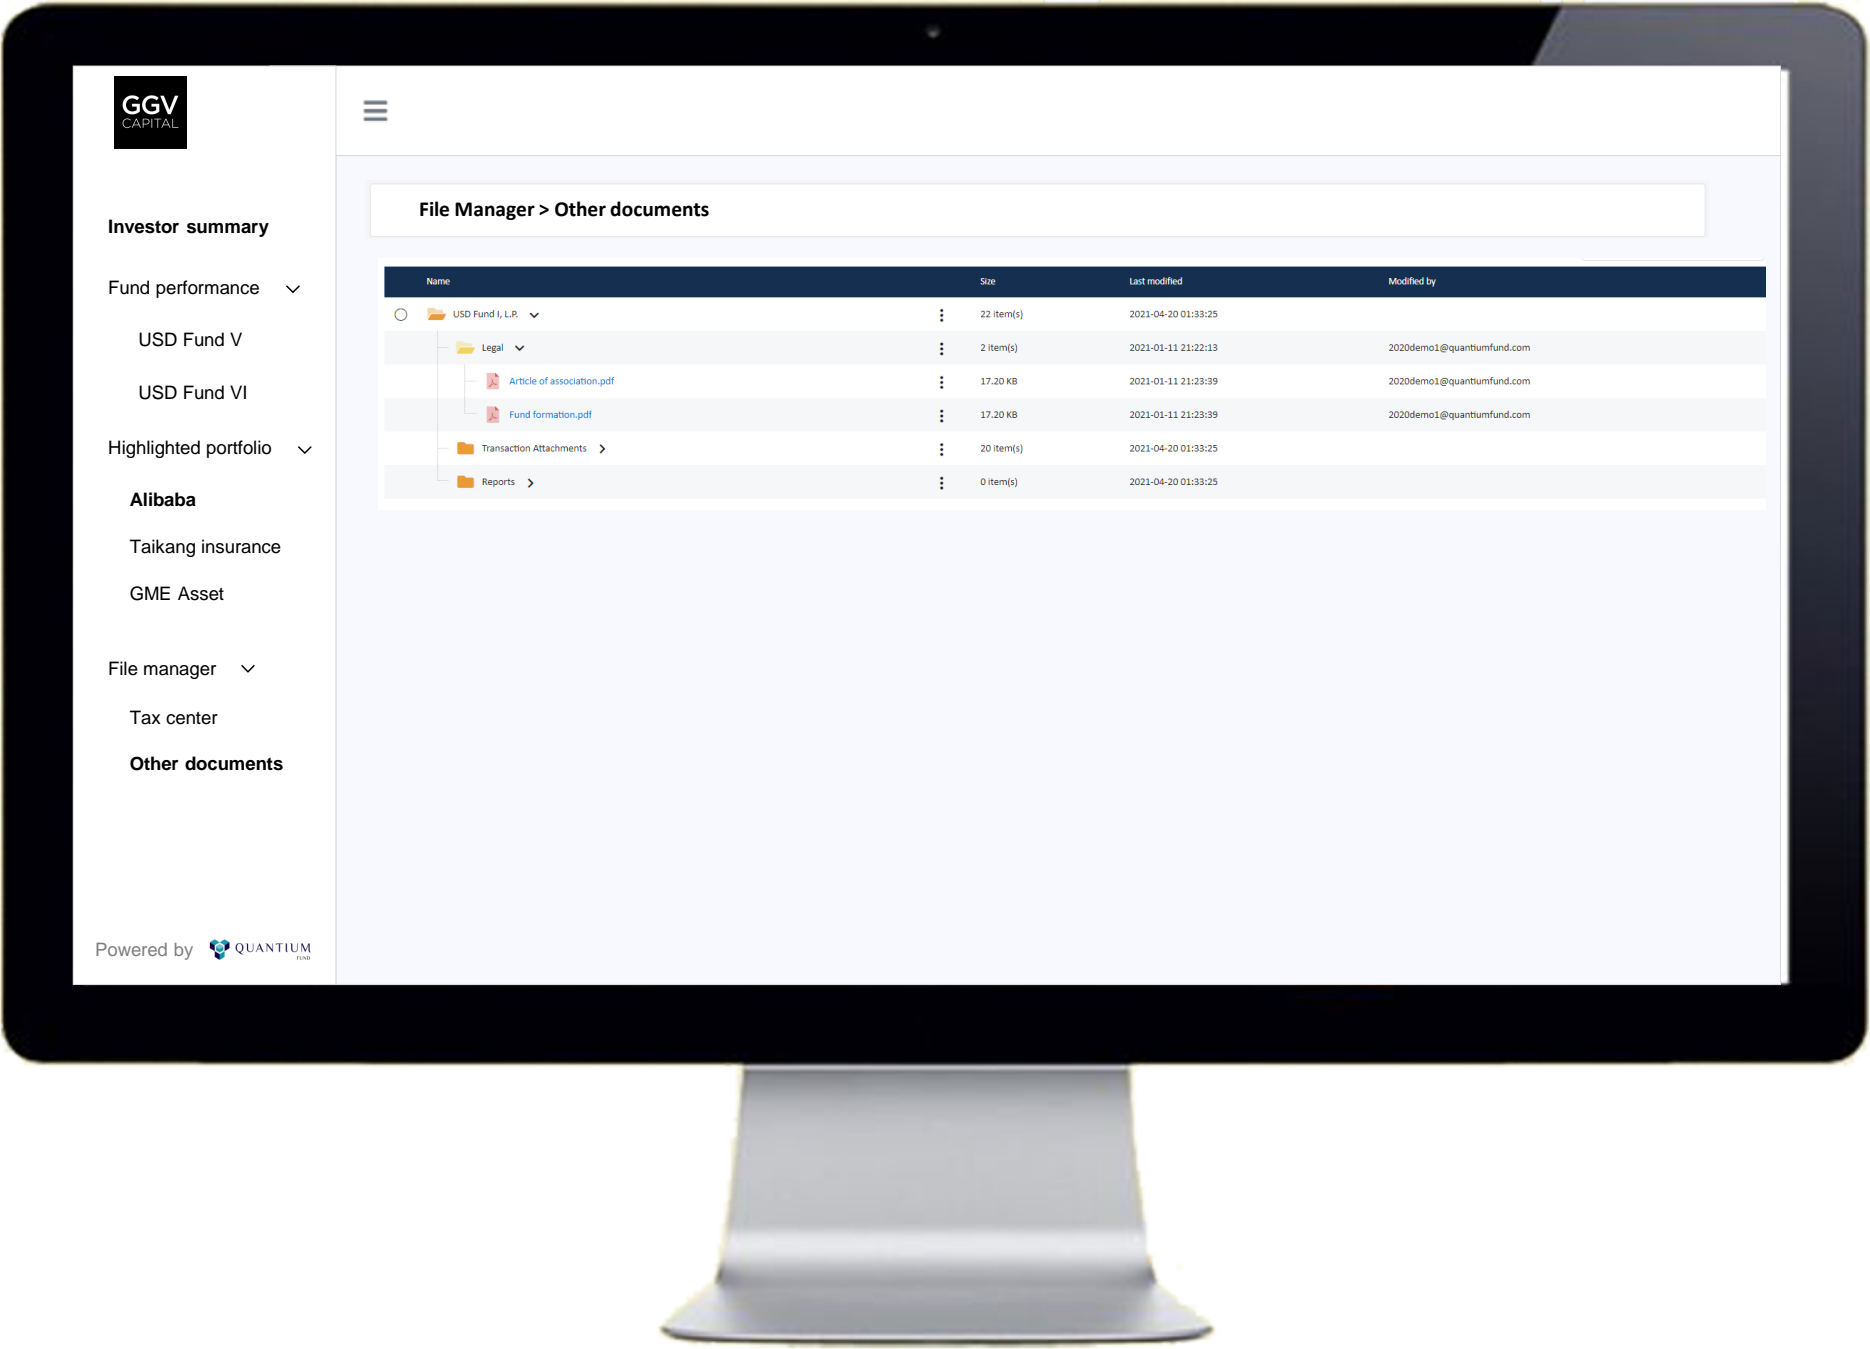 GGV
CAPITAL
Investor summary
Fund performance
USD Fund V
USD Fund VI
Highlighted portfolio
Alibaba
Taikang insurance
GME Asset
File manager
Tax center
Other documents
Powered by QUANTIUM
FUND
File Manager > Other documents
Name Size Last modified Modified by
USD Fund I, L.P. 22 item(s) 2021-04-20 01:33:25
Legal 2 item(s) 2021-01-11 21:22:13 2020demo1@quantiumfund.com
Article of association.pdf 17.20 KB 2021-01-11 21:23:39 2020demo1@quantiumfund.com
Fund formation.pdf 17.20 KB 2021-01-11 21:23:39 2020demo1@quantiumfund.com
Transaction Attachments 20 item(s) 2021-04-20 01:33:25
Reports 0 item(s) 2021-04-20 01:33:25